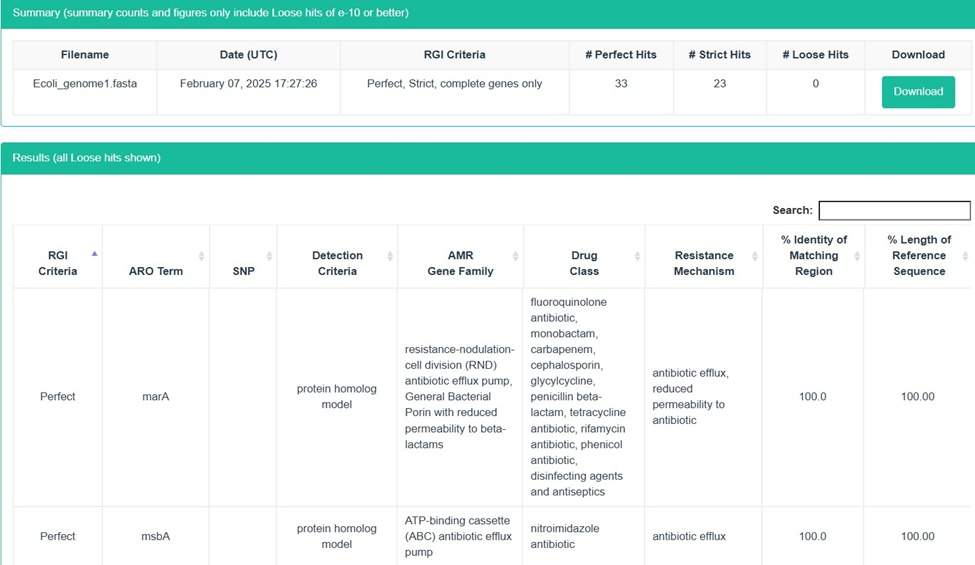 Summary (summary counts and figures only include Loose hits of e-10 or better)
Filename Date (UTC) RGI Criteria # Perfect Hits # Strict Hits # Loose Hits Download
Ecoli_genome1.fasta February 07, 2025 17:27:26 Perfect, Strict, complete genes only 33 23 0 Download
Results (all Loose hits shown)
Search:
RGI
Criteria
ARO Term
SNP
Detection
Criteria
AMR
Gene Family
Drug
Class
Resistance
Mechanism
% Identity of
Matching
Region
% Length of
Reference
Sequence
Perfect
marA
protein homolog
model
resistance-nodulation-
cell division (RND)
antibiotic efflux pump,
General Bacterial
Porin with reduced
permeability to beta-
lactams
fluoroquinolone
antibiotic,
monobactam,
carbapenem,
cephalosporin,
glycylcycline,
penicillin beta-
lactam, tetracycline
antibiotic, rifamycin
antibiotic, phenicol
antibiotic,
disinfecting agents
and antiseptics
antibiotic efflux,
reduced
permeability to
antibiotic
100.0
100.00
Perfect
msbA
protein homolog
model
ATP-binding cassette
(ABC) antibiotic efflux
pump
nitroimidazole
antibiotic
antibiotic efflux
100.0
100.00